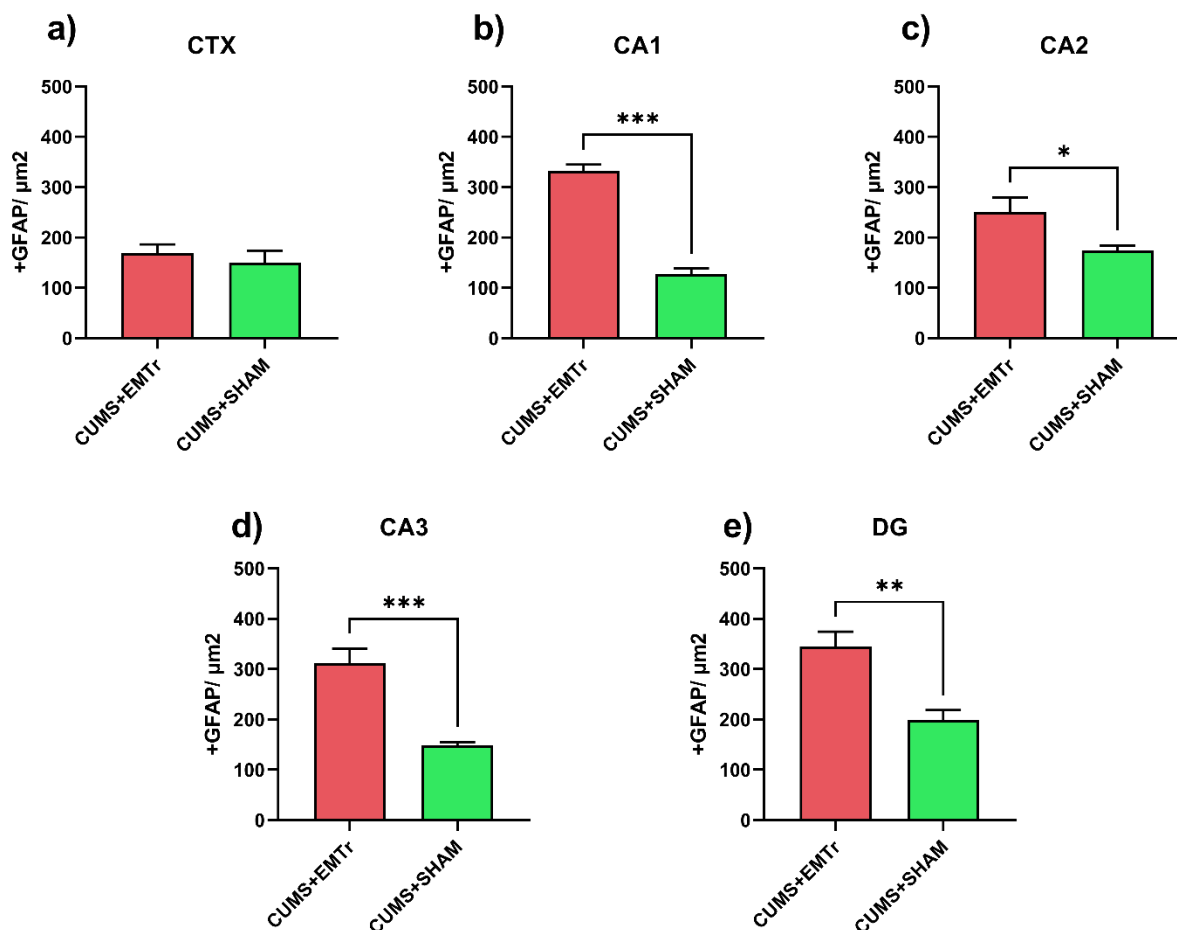 a)
CTX
500
400
300
200
100
0
+GFAP/ µm2
CUMS+EMTr
CUMS+SHAM
b)
CA1
500
400
300
200
100
0
+GFAP/ µm2
***
CUMS+EMTr
CUMS+SHAM
c)
CA2
500
400
300
200
100
0
+GFAP/ µm2
*
CUMS+EMTr
CUMS+SHAM
d)
CA3
500
400
300
200
100
0
+GFAP/ µm2
***
CUMS+EMTr
CUMS+SHAM
e)
DG
500
400
300
200
100
0
+GFAP/ µm2
**
CUMS+EMTr
CUMS+SHAM